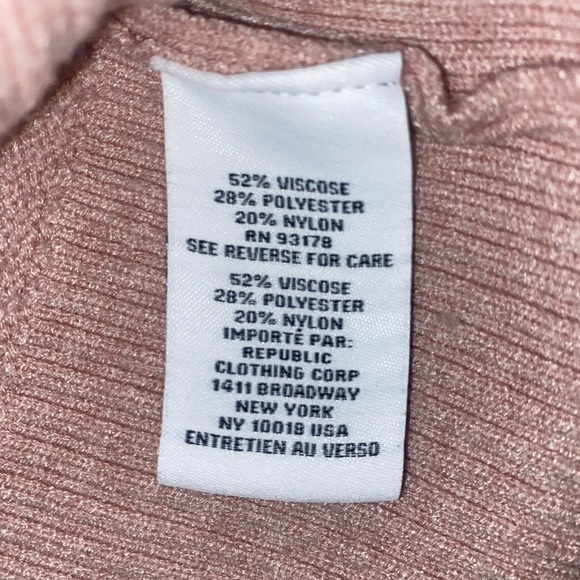 52% VISCOSE
28% POLYESTER
20% NYLON
RN 93178
SEE REVERSE FOR CARE
52% VISCOSE
28% POLYESTER
20% NYLON
IMPORTÉ PAR:
REPUBLIC
CLOTHING CORP
1411 BROADWAY
NEW YORK
NY 10018 USA
ENTRETIEN AU VERSO